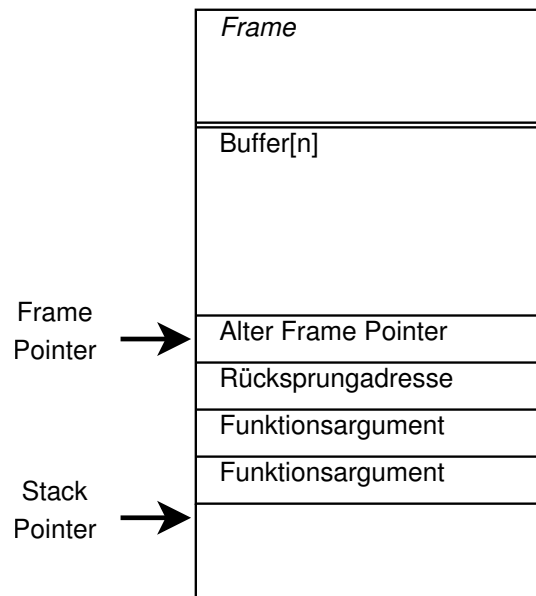 Frame
Buffer[n]
Frame
Pointer
Alter Frame Pointer
Rücksprungadresse
Funktionsargument
Funktionsargument
Stack
Pointer